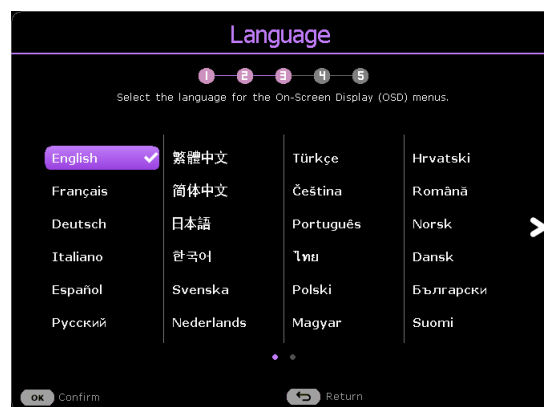 Language
1 2 3 4 5
Select the language for the On-Screen Display (OSD) menus.
English 繁體中文 Türkçe Hrvatski
Français 简体中文 Čeština Română
Deutsch 日本語 Português Norsk
Italiano 한국어 ไทย Dansk
Español Svenska Polski Български
Русский Nederlands Magyar Suomi
OK Confirm Return